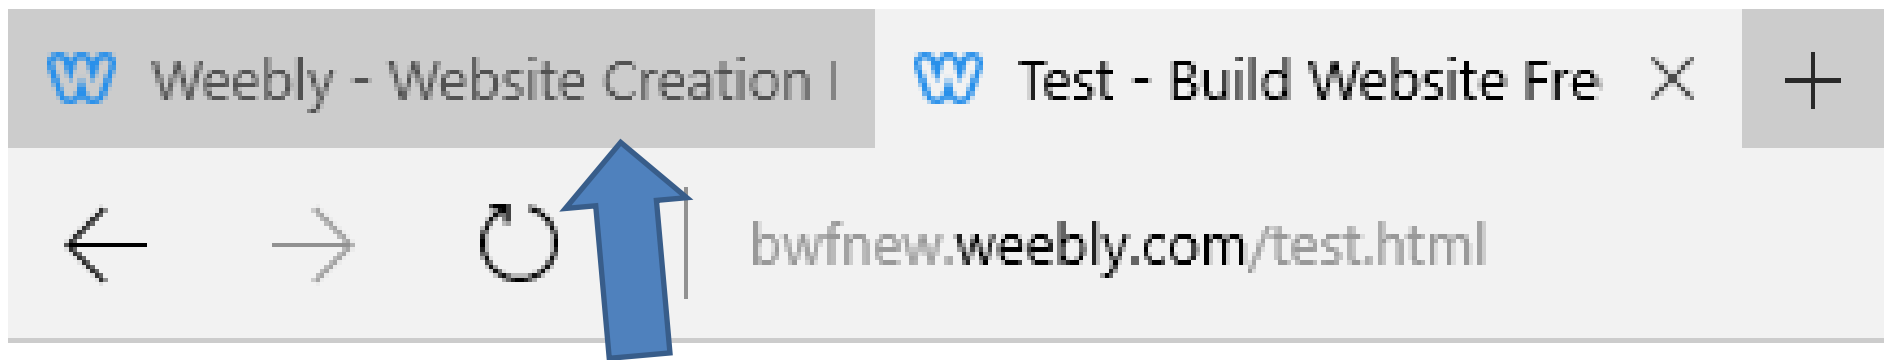 Weebly - Website Creation
Test - Build Website Fre
bwfnew.weebly.com/test.html